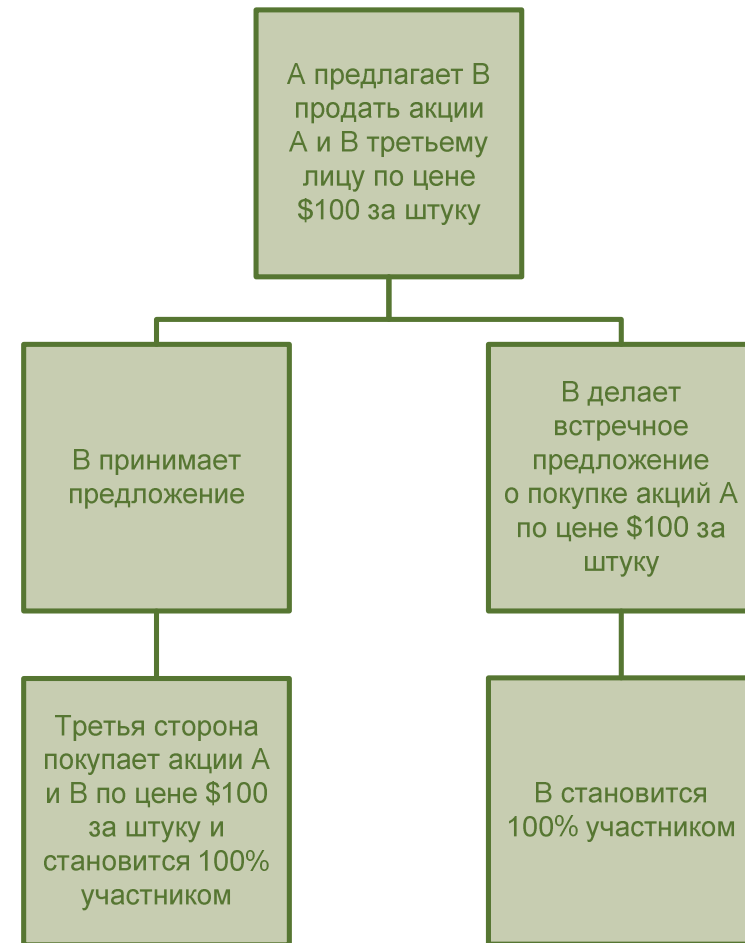 А предлагает В
продать акции
А и В третьему
лицу по цене
$100 за штуку
В принимает
предложение
В делает
встречное
предложение
о покупке акций А
по цене $100 за
штуку
Третья сторона
покупает акции А
и В по цене $100
за штуку и
становится 100%
участником
В становится
100% участником